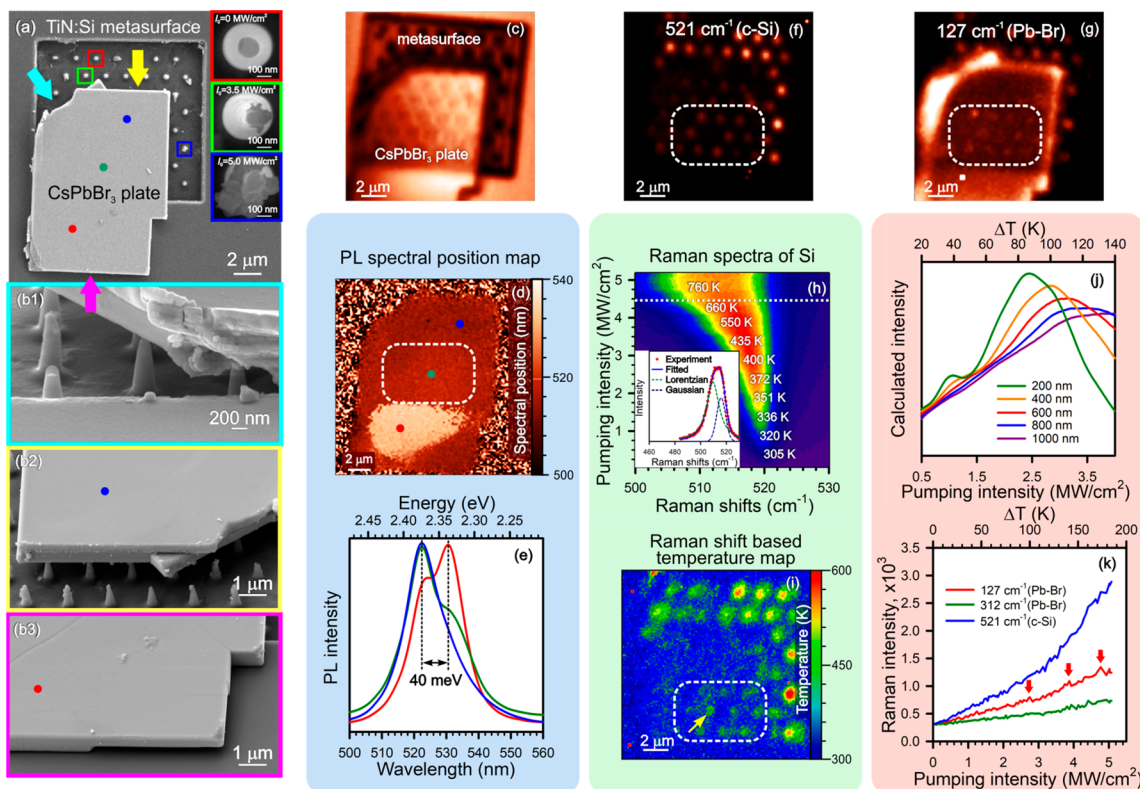 (a) TiN:Si metasurface
I₀=0 MW/cm²
100 nm
I₀=3.5 MW/cm²
100 nm
I₀=5.0 MW/cm²
100 nm
CsPbBr₃ plate
2 μm
(b1)
200 nm
(b2)
1 μm
(b3)
1 μm
(c)
metasurface
CsPbBr₃ plate
2 μm
521 cm⁻¹ (c-Si) (f)
2 μm
127 cm⁻¹ (Pb-Br) (g)
2 μm
PL spectral position map
(d)
2 μm
540
520
500
Spectral position (nm)
Energy (eV)
2.45 2.40 2.35 2.30 2.25
(e)
40 meV
PL intensity
500 510 520 530 540 550 560
Wavelength (nm)
Raman spectra of Si
(h)
Pumping intensity (MW/cm²)
5
4
3
2
1
760 K
660 K
550 K
435 K
400 K
372 K
351 K
336 K
320 K
305 K
Experiment
Fitted
Lorentzian
Gaussian
Intensity
460 480 500 520
Raman shifts (cm⁻¹)
500 510 520 530
Raman shifts (cm⁻¹)
Raman shift based
temperature map
(i)
2 μm
600
450
300
Temperature (K)
ΔT (K)
20 40 60 80 100 120 140
(j)
Calculated intensity
200 nm
400 nm
600 nm
800 nm
1000 nm
0.5 1 2 3 4
Pumping intensity (MW/cm²)
ΔT (K)
0 50 100 150 200
(k)
Raman intensity, ×10³
3.5
3.0
2.5
2.0
1.5
1.0
0.5
0.0
127 cm⁻¹ (Pb-Br)
312 cm⁻¹ (Pb-Br)
521 cm⁻¹ (c-Si)
0 1 2 3 4 5
Pumping intensity (MW/cm²)